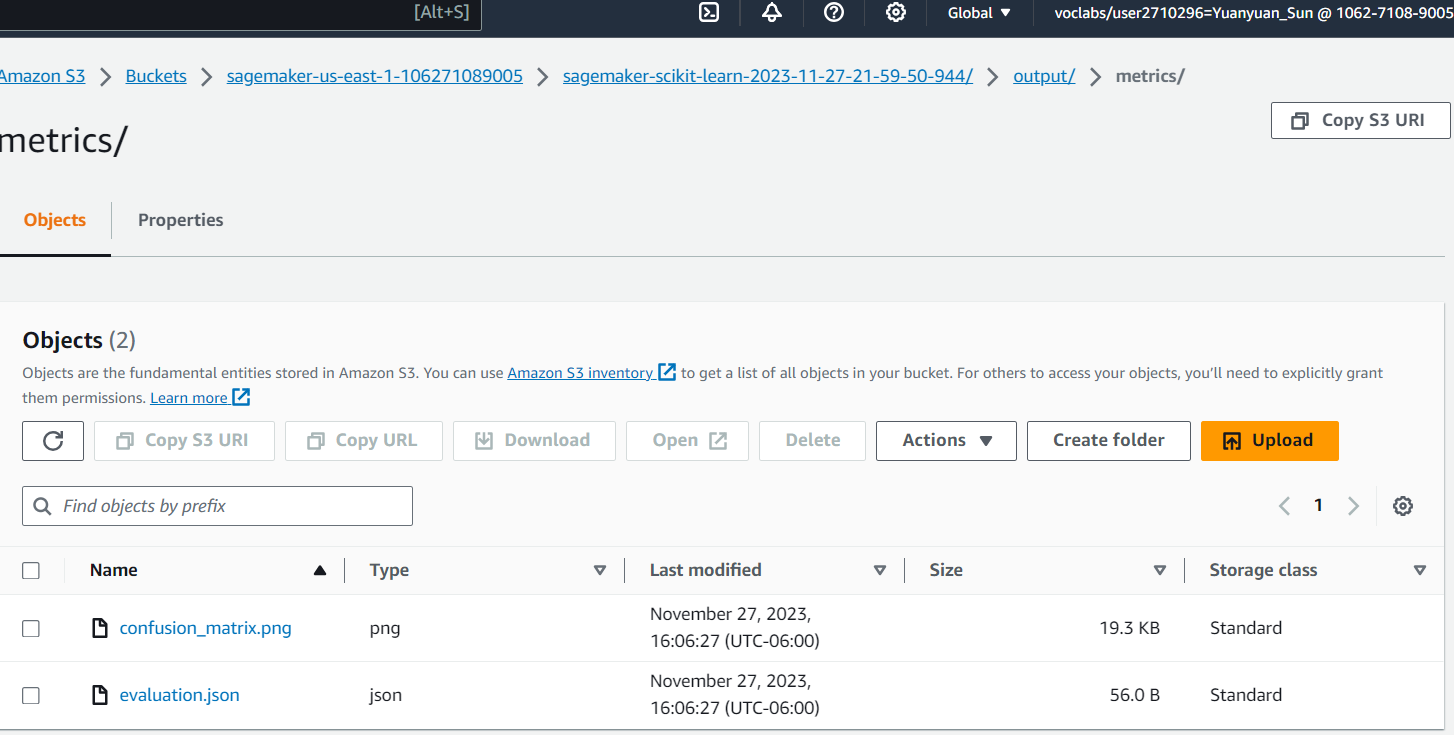 [Alt+S] Global voclabs/user2710296=Yuanyuan_Sun @ 1062-7108-9005
Amazon S3 Buckets sagemaker-us-east-1-106271089005 sagemaker-scikit-learn-2023-11-27-21-59-50-944/ output/ metrics/
metrics/
Copy S3 URI
Objects Properties
Objects (2)
Objects are the fundamental entities stored in Amazon S3. You can use Amazon S3 inventory to get a list of all objects in your bucket. For others to access your objects, you'll need to explicitly grant
them permissions. Learn more
Copy S3 URI Copy URL Download Open Delete Actions Create folder Upload
Find objects by prefix 1
Name Type Last modified Size Storage class
confusion_matrix.png png November 27, 2023, 19.3 KB Standard
16:06:27 (UTC-06:00)
evaluation.json json November 27, 2023, 56.0 B Standard
16:06:27 (UTC-06:00)